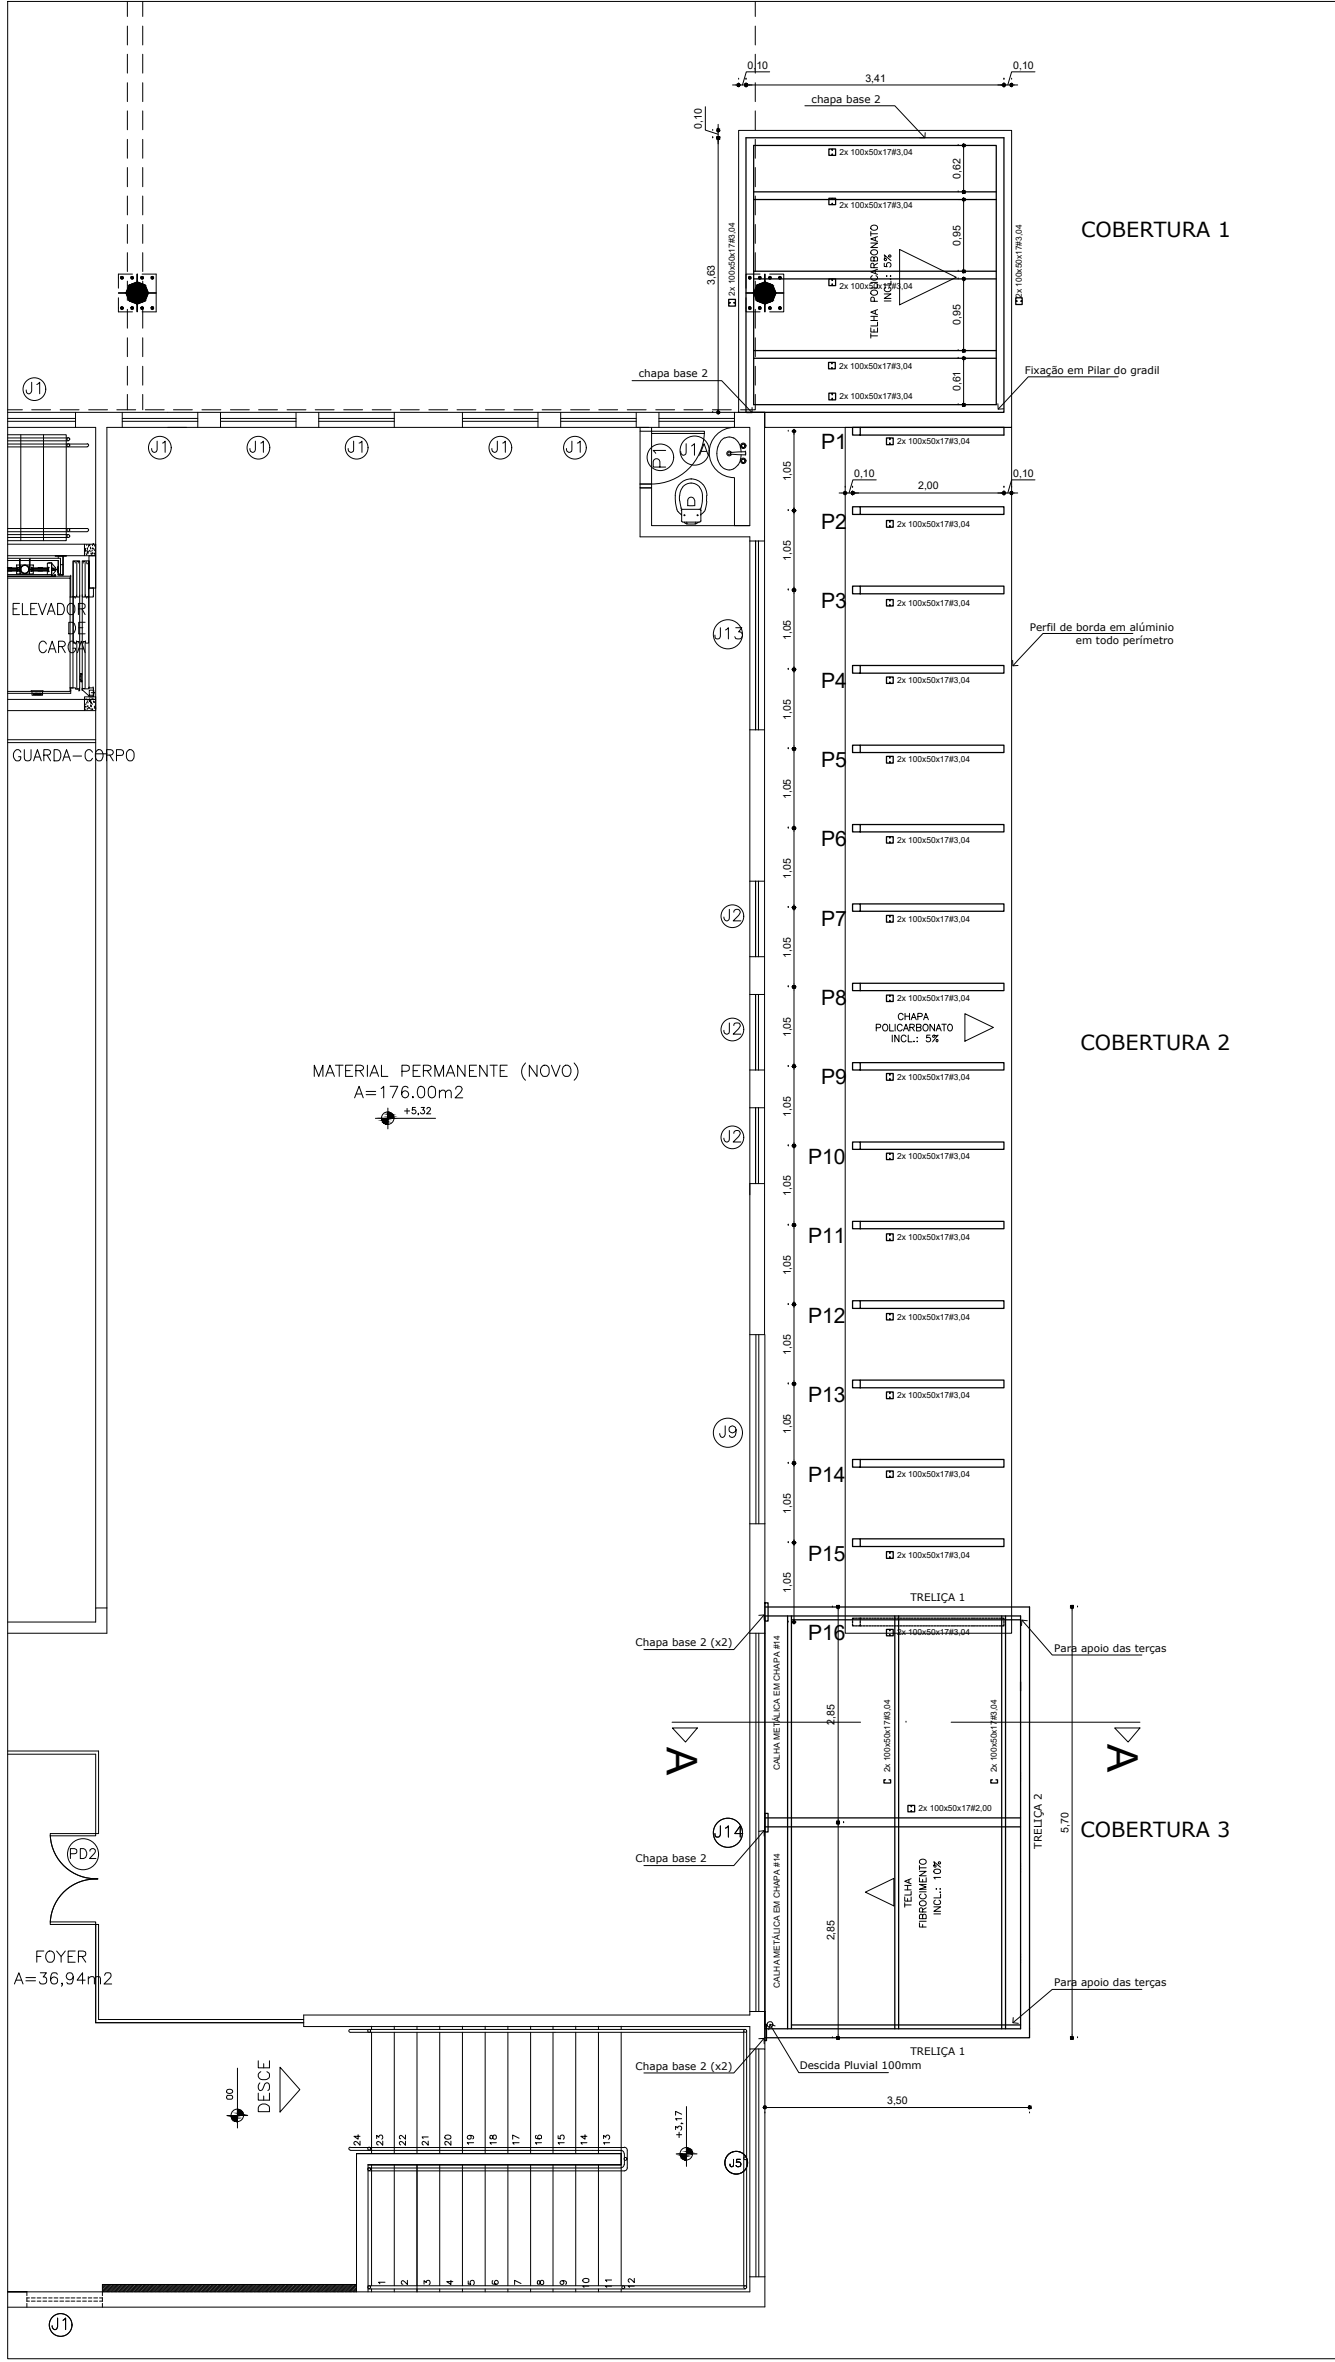 0,10
3,41
0,10
chapa base 2
0,10
3,63
2x 100x50x17#3,04
0,62
2x 100x50x17#3,04
0,95
2x 100x50x17#3,04
2x 100x50x17#3,04
TELHA POLICARBONATO
INCL.: 5%
2x 100x50x17#3,04
0,95
2x 100x50x17#3,04
0,61
2x 100x50x17#3,04
COBERTURA 1
chapa base 2
Fixação em Pilar do gradil
J1
J1
J1
J1
J1
J1
P1
J1A
P1
2x 100x50x17#3,04
1,05
0,10
2,00
0,10
P2
2x 100x50x17#3,04
1,05
P3
2x 100x50x17#3,04
1,05
ELEVADOR
DE
CARGA
J13
Perfil de borda em alúminio
em todo perímetro
P4
2x 100x50x17#3,04
1,05
GUARDA-CORPO
P5
2x 100x50x17#3,04
1,05
P6
2x 100x50x17#3,04
1,05
J2
P7
2x 100x50x17#3,04
1,05
P8
2x 100x50x17#3,04
1,05
J2
CHAPA
POLICARBONATO
INCL.: 5%
COBERTURA 2
MATERIAL PERMANENTE (NOVO)
A=176.00m2
+5,32
P9
2x 100x50x17#3,04
1,05
J2
P10
2x 100x50x17#3,04
1,05
P11
2x 100x50x17#3,04
1,05
P12
2x 100x50x17#3,04
1,05
P13
2x 100x50x17#3,04
1,05
J9
P14
2x 100x50x17#3,04
1,05
P15
2x 100x50x17#3,04
1,05
TRELIÇA 1
P16
2x 100x50x17#3,04
Chapa base 2 (x2)
Para apoio das terças
CALHA METÁLICA EM CHAPA #14
2,85
2x 100x50x17#3,04
2x 100x50x17#3,04
A
A
2x 100x50x17#2,00
TRELIÇA 2
5,70
COBERTURA 3
J14
Chapa base 2
PD2
CALHA METÁLICA EM CHAPA #14
2,85
TELHA
FIBROCIMENTO
INCL.: 10%
FOYER
A=36,94m2
Para apoio das terças
TRELIÇA 1
Chapa base 2 (x2)
Descida Pluvial 100mm
3,50
DESCE
00
+3,17
J5
24
23
22
21
20
19
18
17
16
15
14
13
1
2
3
4
5
6
7
8
9
10
11
12
J1